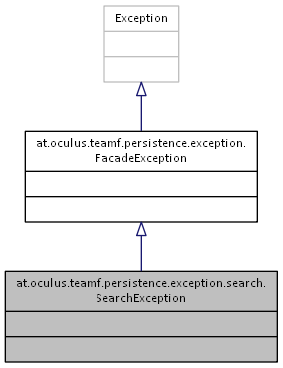 Exception
at.oculus.teamf.persistence.exception.
FacadeException
at.oculus.teamf.persistence.exception.search.
SearchException